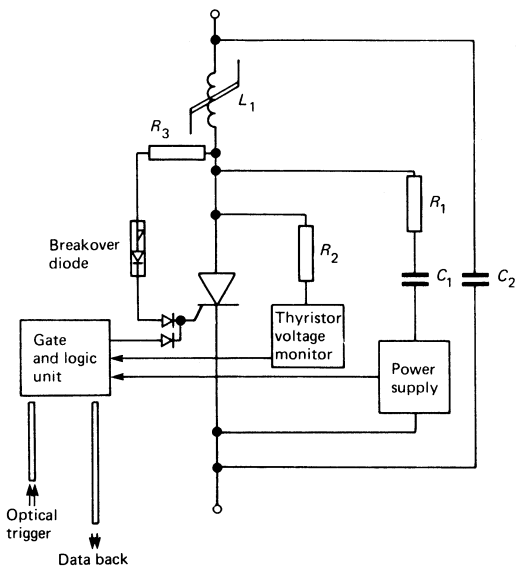 L1
R3
R1
Breakover
diode
R2
C1
C2
Thyristor
voltage
monitor
Gate
and logic
unit
Power
supply
Optical
trigger
Data back